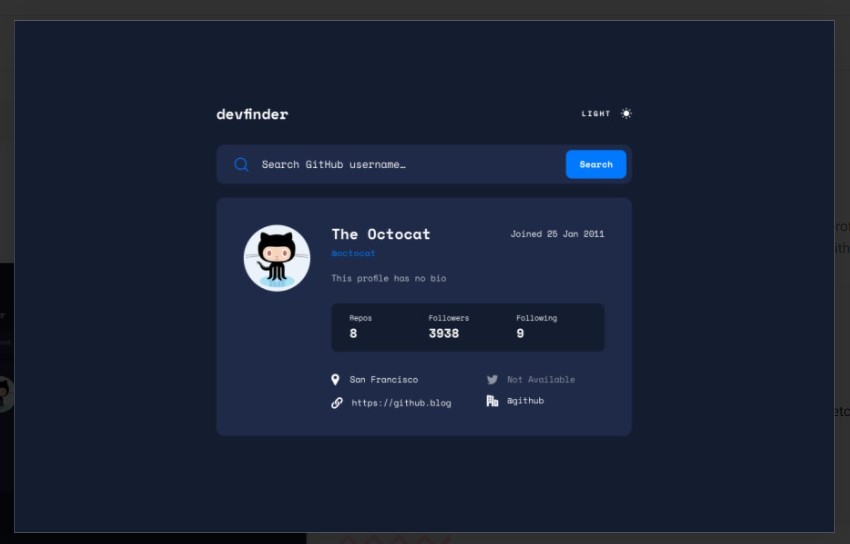 devfinder
LIGHT
Search GitHub username…
Search
The Octocat
Joined 25 Jan 2011
@octocat
This profile has no bio
Repos
Followers
Following
8
3938
9
San Francisco
Not Available
https://github.blog
@github